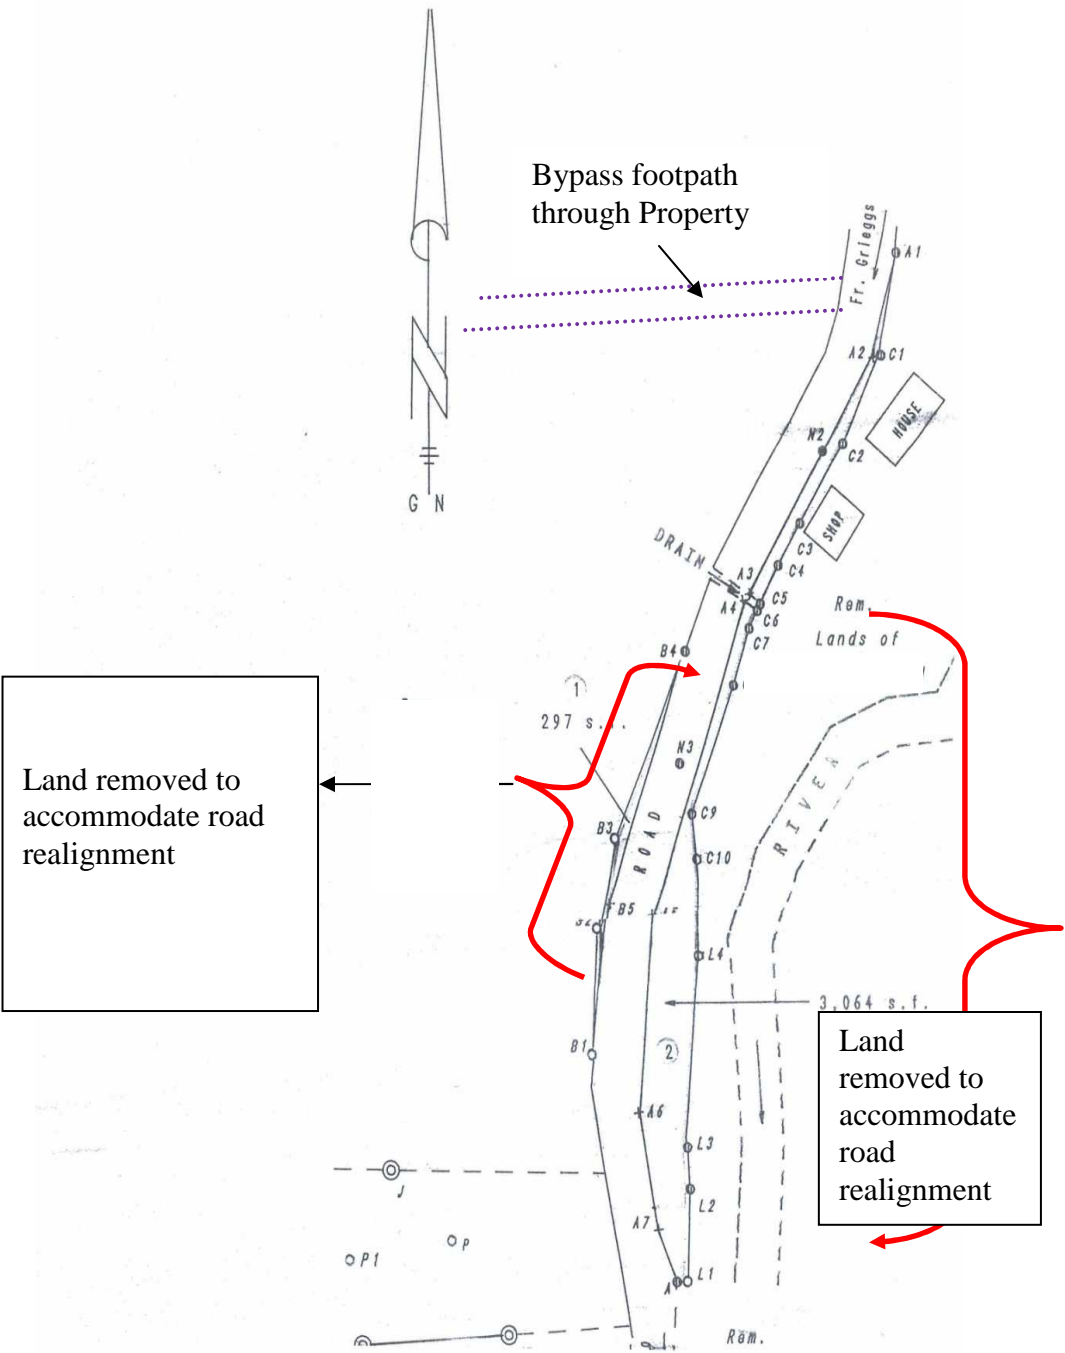 Bypass footpath
through Property
Fr. Grieggs
A1
A2
C1
HOUSE
N2
C2
G N
SHOP
C3
DRAIN
C4
A3
A4
C5
C6
Rem.
C7
Lands of
B4
1
297 s.f.
Land removed to
accommodate road
realignment
N3
RIVER
C9
ROAD
B3
C10
B5
L4
3,064 s.f.
B1
2
Land
removed to
accommodate
road
realignment
A6
L3
J
L2
A7
P
P1
A
L1
Rem.